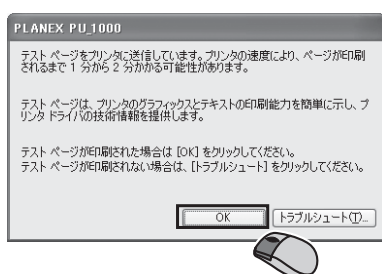 PLANEX PU_1000
テスト ページをプリンタに送信しています。プリンタの速度により、ページが印刷
されるまで 1 分から 2 分かかる可能性があります。
テスト ページは、プリンタのグラフィックスとテキストの印刷能力を簡単に示し、プ
リンタ ドライバの技術情報を提供します。
テスト ページが印刷された場合は [OK] をクリックしてください。
テスト ページが印刷されない場合は、[トラブルシュート] をクリックしてください。
OK
トラブルシュート(T)...